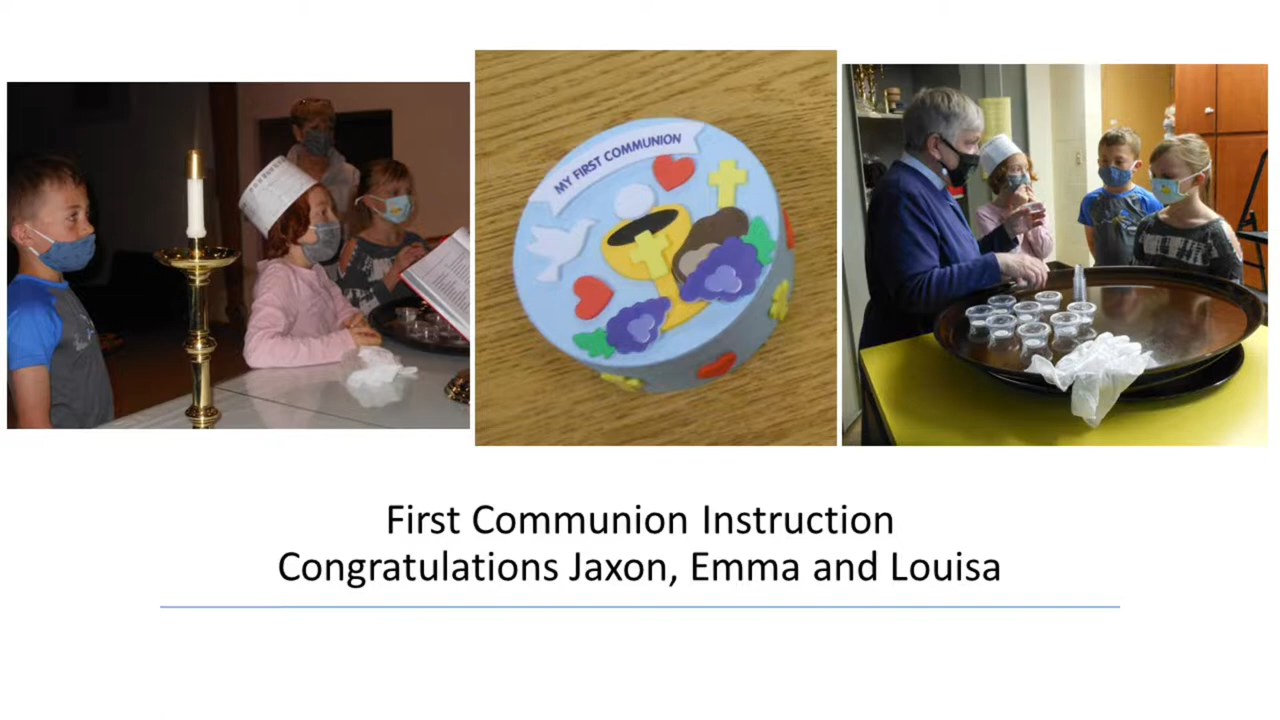 MY FIRST COMMUNION
First Communion Instruction
Congratulations Jaxon, Emma and Louisa